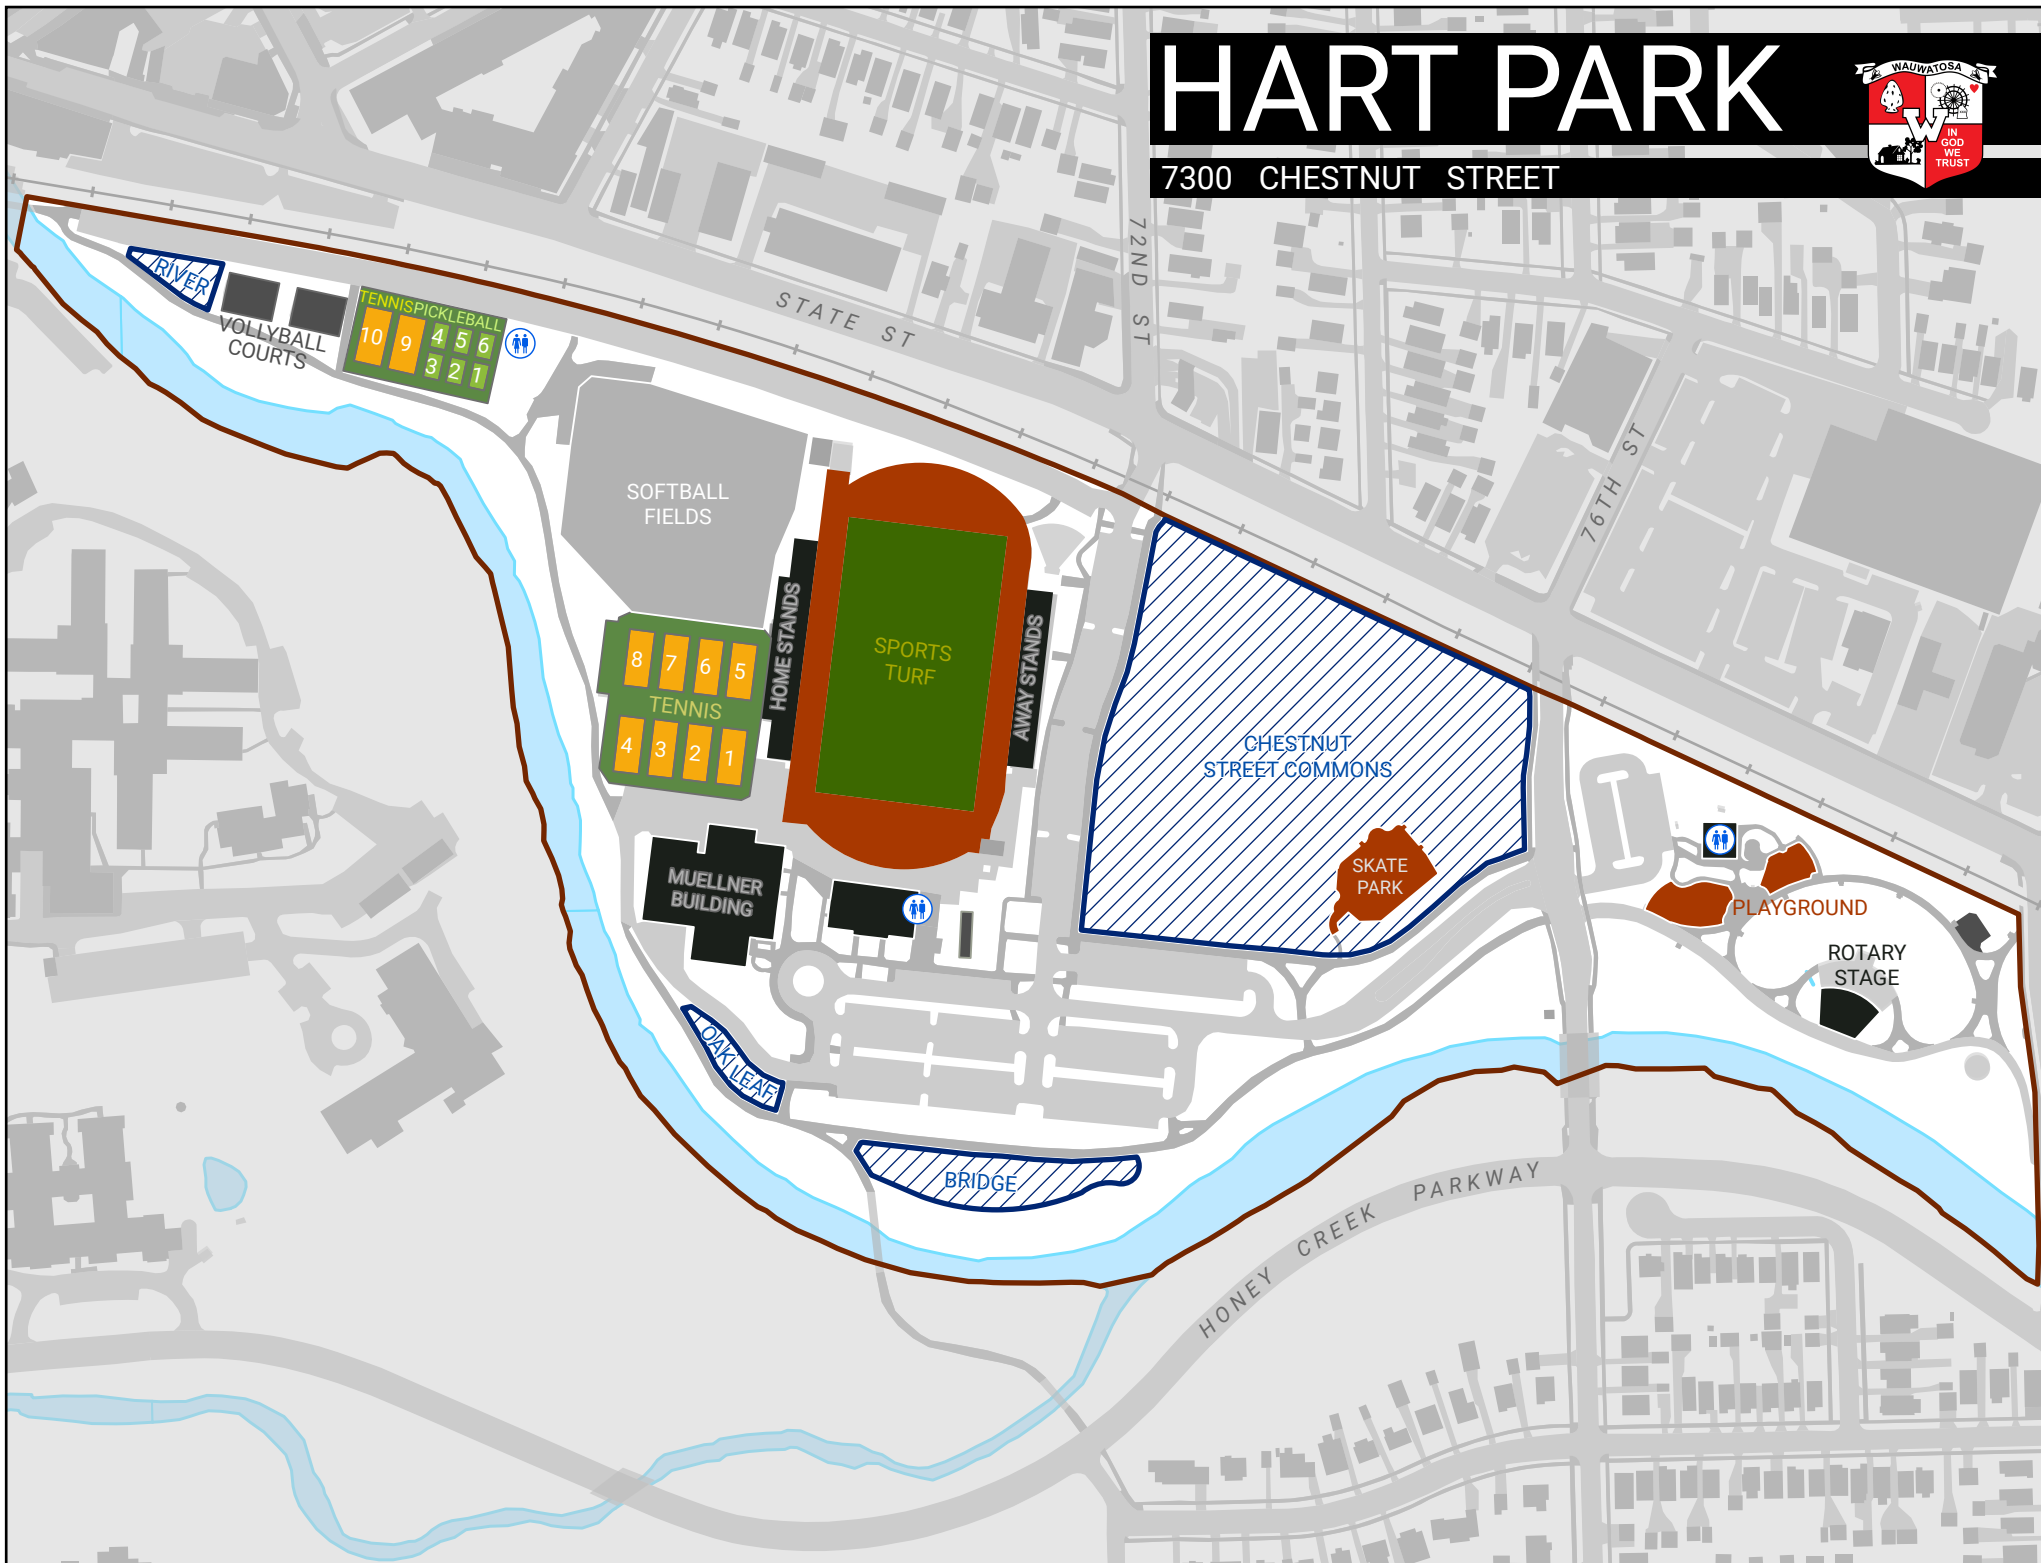 HART PARK
7300 CHESTNUT STREET
WAUWATOSA
W
IN
GOD
WE
TRUST
72ND ST
STATE ST
76TH ST
RIVER
VOLLYBALL
COURTS
TENNIS
PICKLEBALL
10
9
4
5
6
3
2
1
SOFTBALL
FIELDS
HOME STANDS
SPORTS
TURF
AWAY STANDS
8
7
6
5
TENNIS
4
3
2
1
CHESTNUT
STREET COMMONS
SKATE
PARK
MUELLNER
BUILDING
PLAYGROUND
ROTARY
STAGE
OAK LEAF
BRIDGE
HONEY CREEK PARKWAY